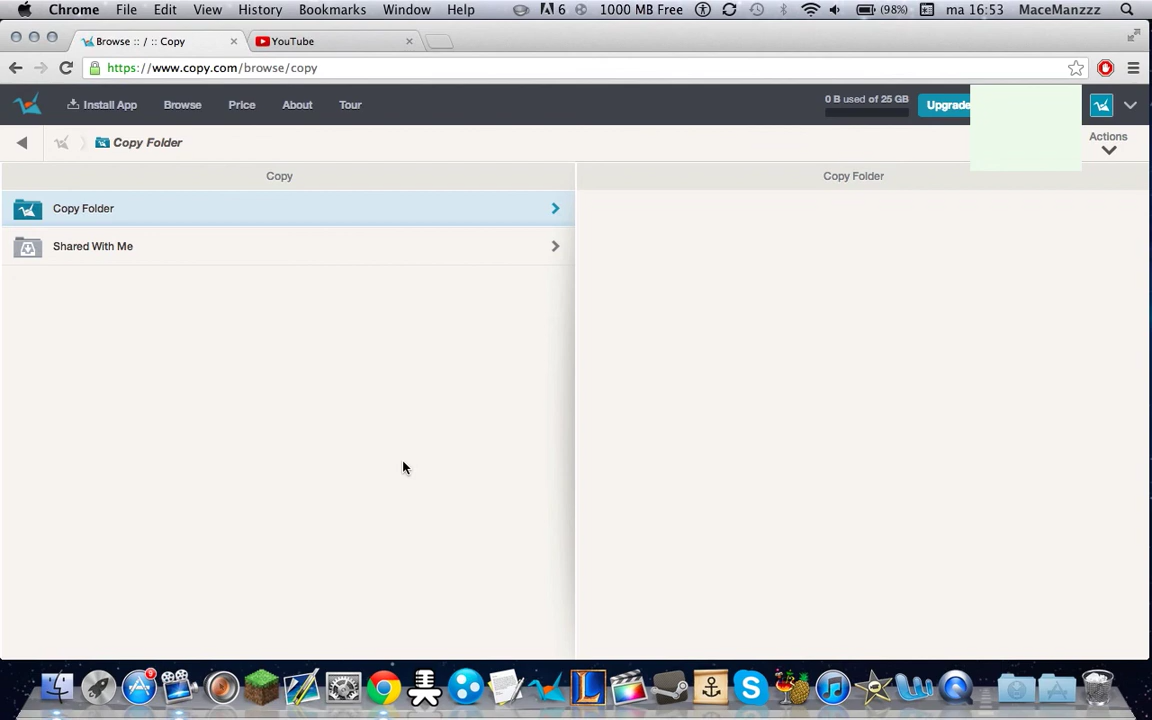 Chrome File Edit View History Bookmarks Window Help 6 1000 MB Free (98%) ma 16:53 MaceManzzz
Browse :: / :: Copy YouTube
https://www.copy.com/browse/copy
Install App Browse Price About Tour 0 B used of 25 GB Upgrade
Copy Folder Actions
Copy Copy Folder
Copy Folder
Shared With Me